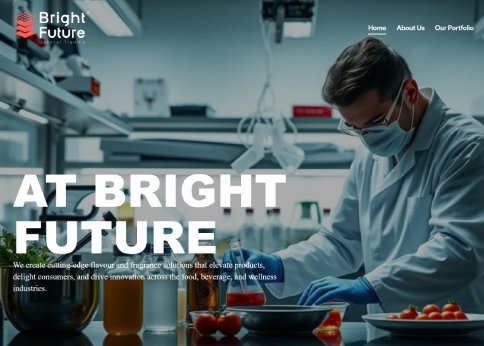 Bright
Future
General Trading
Home About Us Our Portfolio
AT BRIGHT
FUTURE
We create cutting-edge flavour and fragrance solutions that elevate products,
delight consumers, and drive innovation across the food, beverage, and wellness
industries.